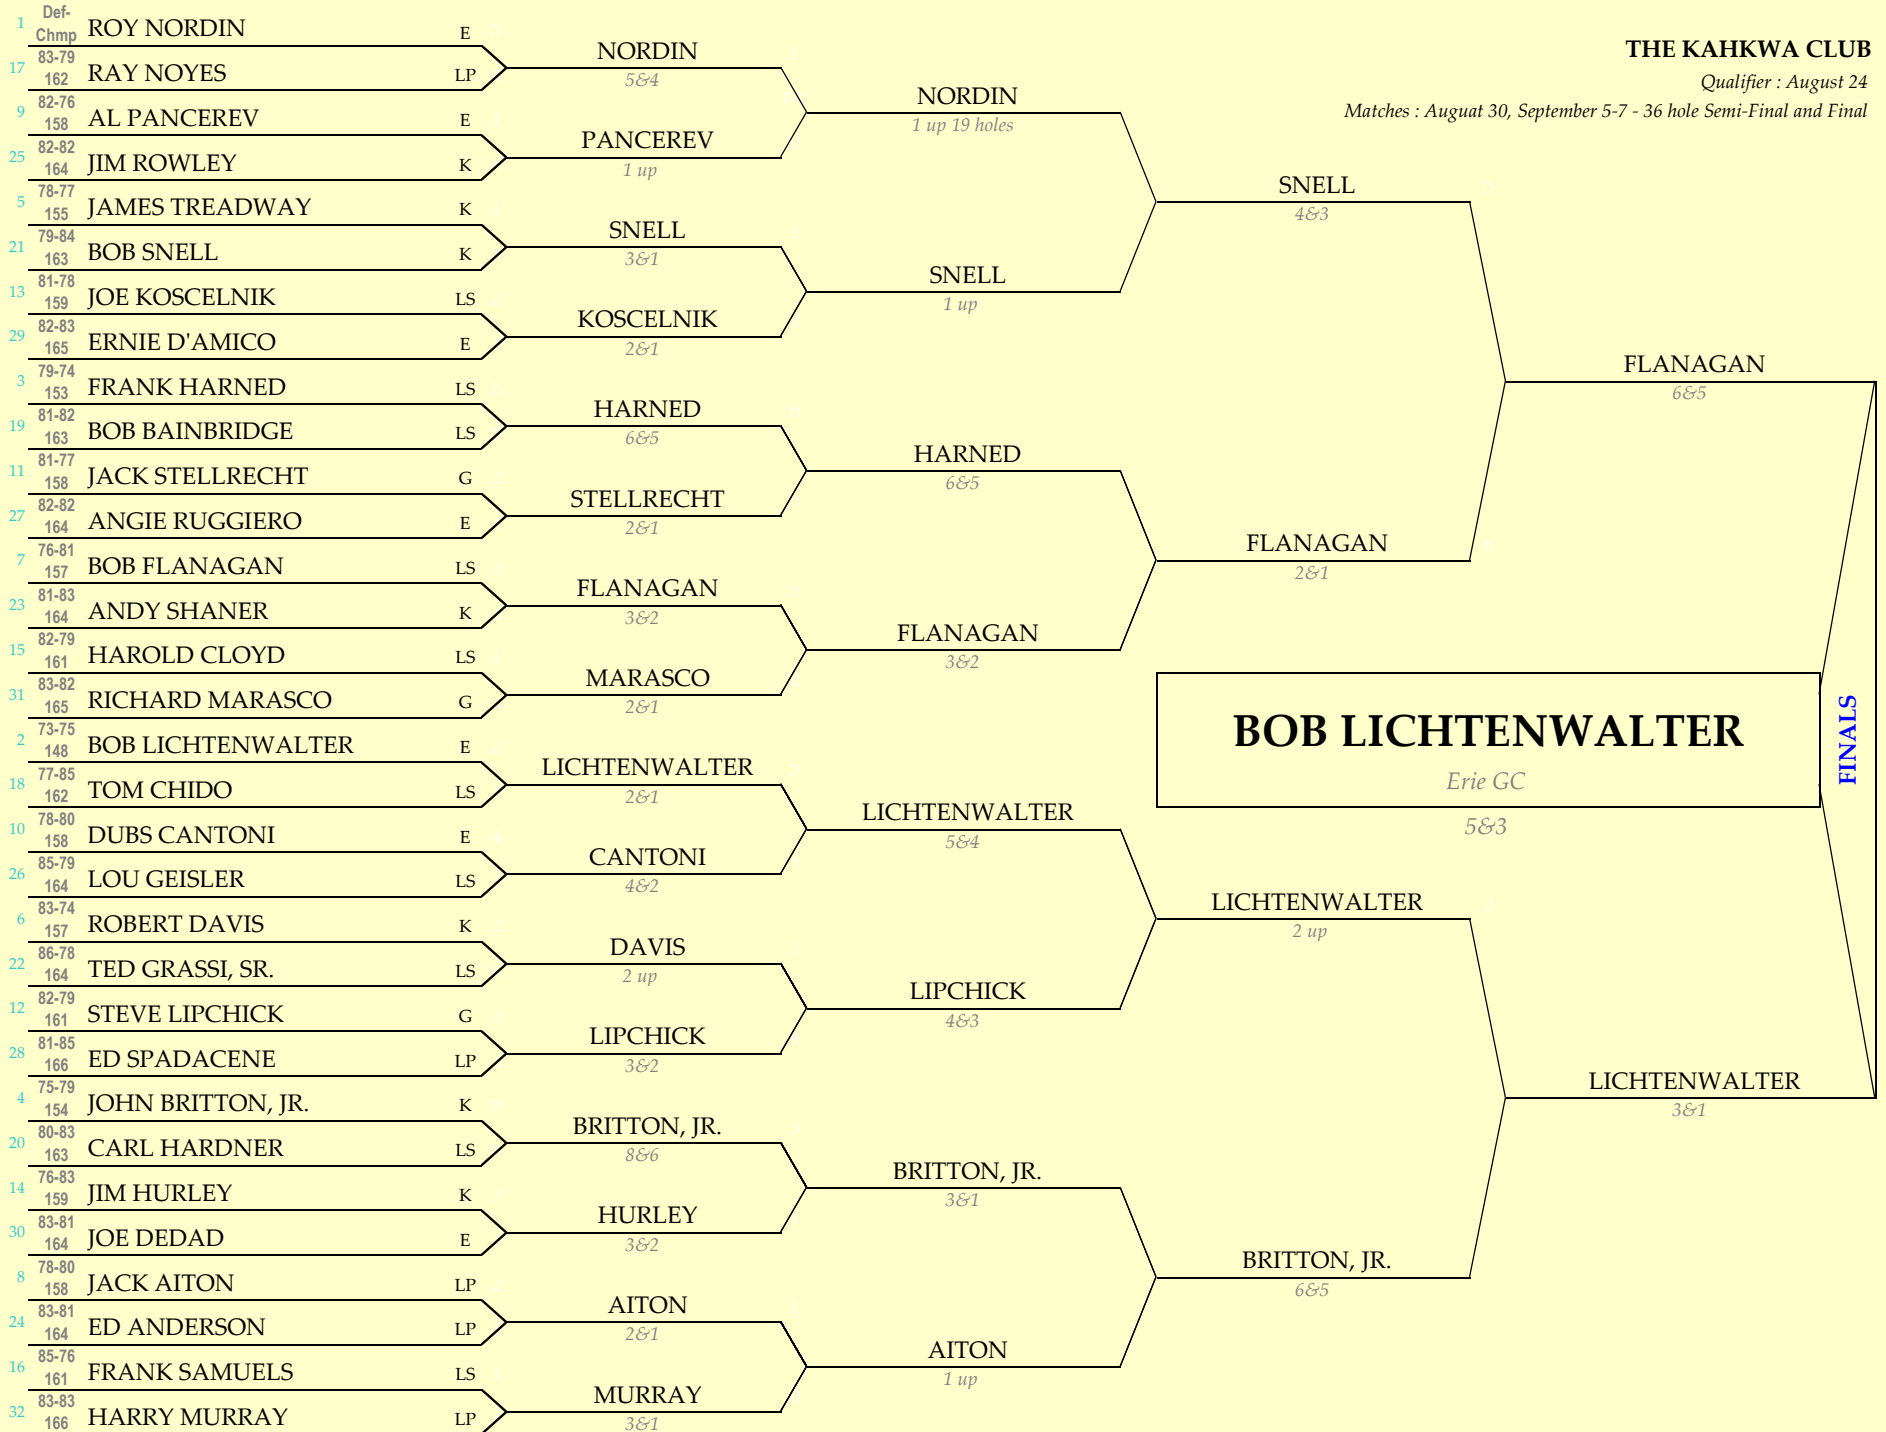 THE KAHKWA CLUB
Qualifier : August 24
Matches : Auguat 30, September 5-7 - 36 hole Semi-Final and Final
1 Def-Chmp ROY NORDIN E
17 83-79 162 RAY NOYES LP
9 82-76 158 AL PANCEREV E
25 82-82 164 JIM ROWLEY K
5 78-77 155 JAMES TREADWAY K
21 79-84 163 BOB SNELL K
13 81-78 159 JOE KOSCELNIK LS
29 82-83 165 ERNIE D'AMICO E
3 79-74 153 FRANK HARNED LS
19 81-82 163 BOB BAINBRIDGE LS
11 81-77 158 JACK STELLRECHT G
27 82-82 164 ANGIE RUGGIERO E
7 76-81 157 BOB FLANAGAN LS
23 81-83 164 ANDY SHANER K
15 82-79 161 HAROLD CLOYD LS
31 83-82 165 RICHARD MARASCO G
2 73-75 148 BOB LICHTENWALTER E
18 77-85 162 TOM CHIDO LS
10 78-80 158 DUBS CANTONI E
26 85-79 164 LOU GEISLER LS
6 83-74 157 ROBERT DAVIS K
22 86-78 164 TED GRASSI, SR. LS
12 82-79 161 STEVE LIPCHICK G
28 81-85 166 ED SPADACENE LP
4 75-79 154 JOHN BRITTON, JR. K
20 80-83 163 CARL HARDNER LS
14 76-83 159 JIM HURLEY K
30 83-81 164 JOE DEDAD E
8 78-80 158 JACK AITON LP
24 83-81 164 ED ANDERSON LP
16 85-76 161 FRANK SAMUELS LS
32 83-83 166 HARRY MURRAY LP
NORDIN
5&4
PANCEREV
1 up
SNELL
3&1
KOSCELNIK
2&1
HARNED
6&5
STELLRECHT
2&1
FLANAGAN
3&2
MARASCO
2&1
LICHTENWALTER
2&1
CANTONI
4&2
DAVIS
2 up
LIPCHICK
3&2
BRITTON, JR.
8&6
HURLEY
3&2
AITON
2&1
MURRAY
3&1
NORDIN
1 up 19 holes
SNELL
1 up
HARNED
6&5
FLANAGAN
3&2
LICHTENWALTER
5&4
LIPCHICK
4&3
BRITTON, JR.
3&1
AITON
1 up
SNELL
4&3
FLANAGAN
2&1
LICHTENWALTER
2 up
BRITTON, JR.
6&5
FLANAGAN
6&5
LICHTENWALTER
3&1
BOB LICHTENWALTER
Erie GC
5&3
FINALS